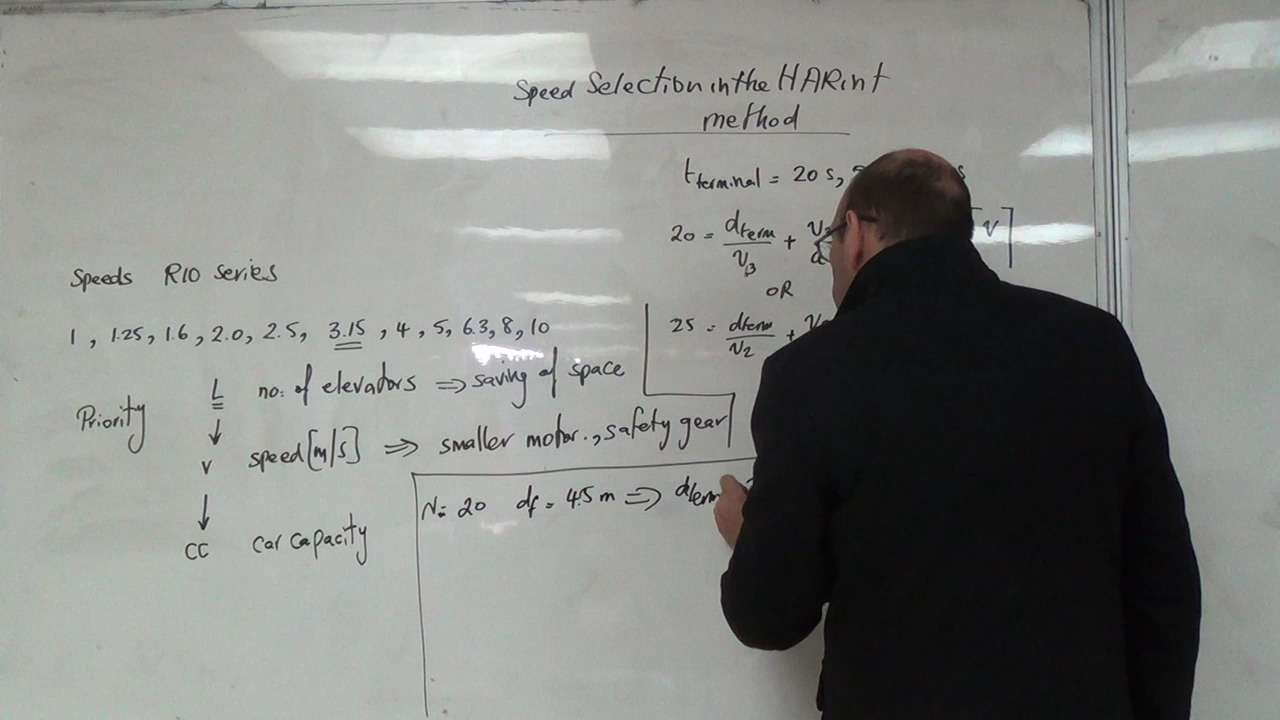 Speed Selection in the HARint
method
t terminal = 20 s,
20 = dterm / v3 +
OR
25 = dterm / v2 +
Speeds R10 series
1, 1.25, 1.6, 2.0, 2.5, 3.15, 4, 5, 6.3, 8, 10
Priority
L no. of elevators ⇒ saving of space
↓
v speed [m/s] ⇒ smaller motor., safety gear
↓
CC car capacity
N = 20 df = 4.5 m ⇒ dterm